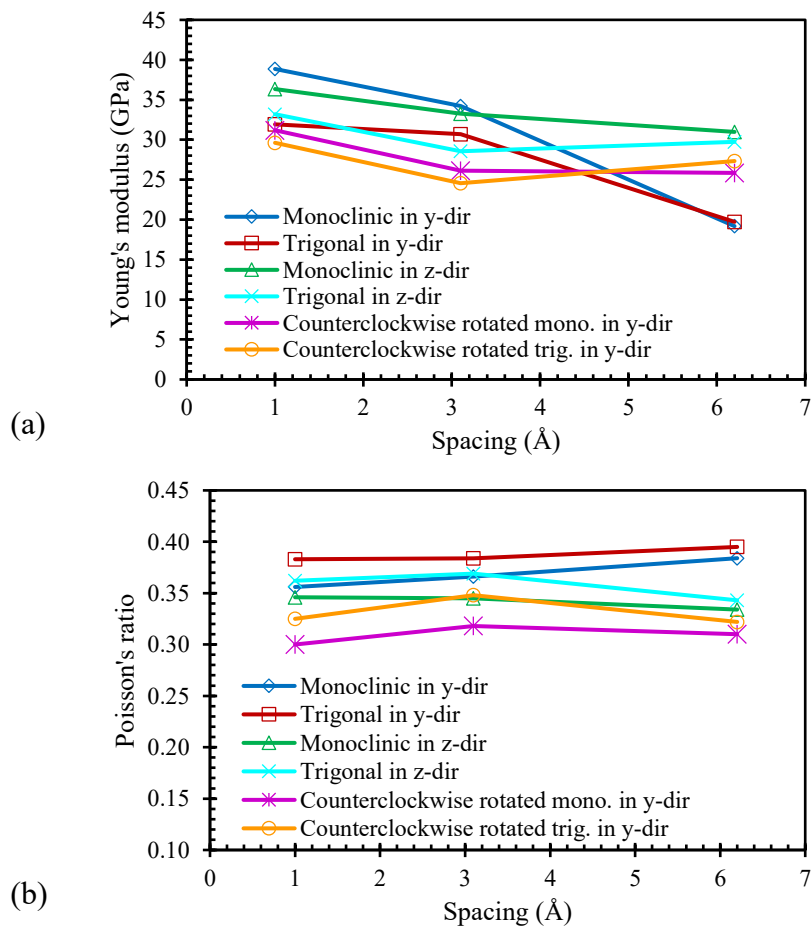 45
40
35
30
25
20
15
10
5
0
Young's modulus (GPa)
Monoclinic in y-dir
Trigonal in y-dir
Monoclinic in z-dir
Trigonal in z-dir
Counterclockwise rotated mono. in y-dir
Counterclockwise rotated trig. in y-dir
0 1 2 3 4 5 6 7
Spacing (Å)
(a)
0.45
0.40
0.35
0.30
0.25
0.20
0.15
0.10
Poisson's ratio
Monoclinic in y-dir
Trigonal in y-dir
Monoclinic in z-dir
Trigonal in z-dir
Counterclockwise rotated mono. in y-dir
Counterclockwise rotated trig. in y-dir
0 1 2 3 4 5 6 7
Spacing (Å)
(b)